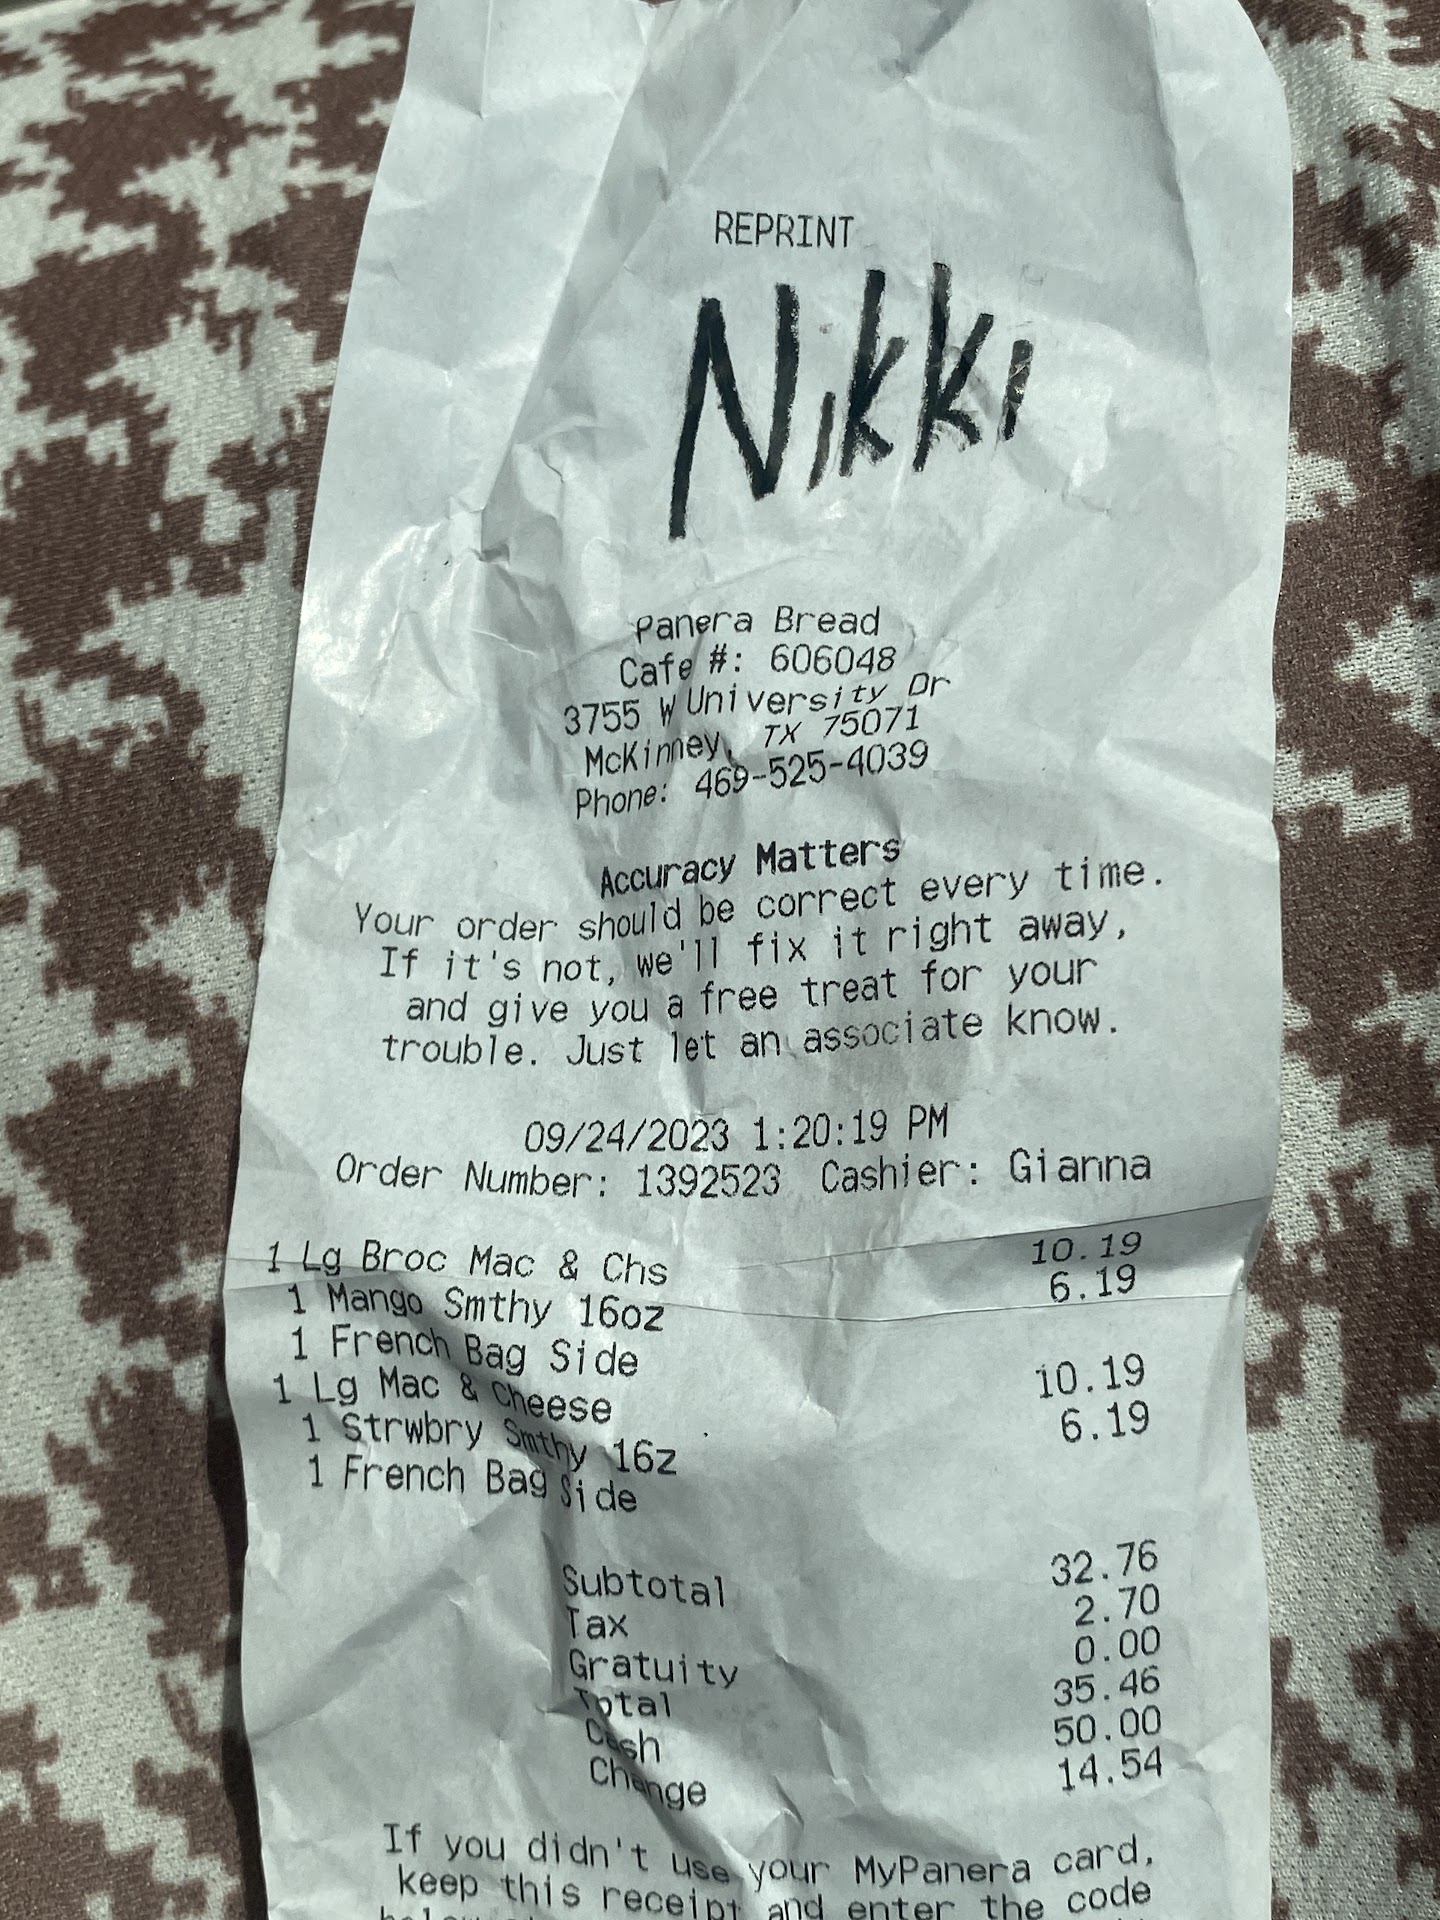 REPRINT
Nikki
Panera Bread
Cafe #: 606048
3755 W University Dr
McKinney, TX 75071
Phone: 469-525-4039
Accuracy Matters
Your order should be correct every time.
If it's not, we'll fix it right away,
and give you a free treat for your
trouble. Just let an associate know.
09/24/2023 1:20:19 PM
Order Number: 1392523 Cashier: Gianna
1 Lg Broc Mac & Chs 10.19
1 Mango Smthy 16oz 6.19
1 French Bag Side
1 Lg Mac & Cheese 10.19
1 Strwbry Smthy 16z 6.19
1 French Bag Side
Subtotal 32.76
Tax 2.70
Gratuity 0.00
Total 35.46
Cash 50.00
Change 14.54
If you didn't use your MyPanera card,
keep this receipt and enter the code